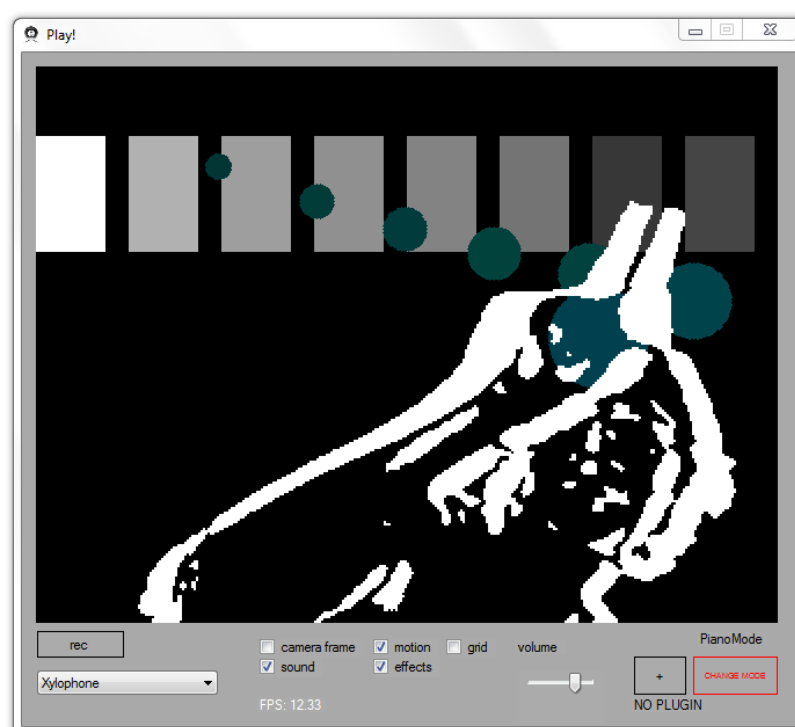 Play!
PianoMode
rec
camera frame
motion
grid
volume
sound
effects
Xylophone
+
CHANGE MODE
FPS: 12.33
NO PLUGIN